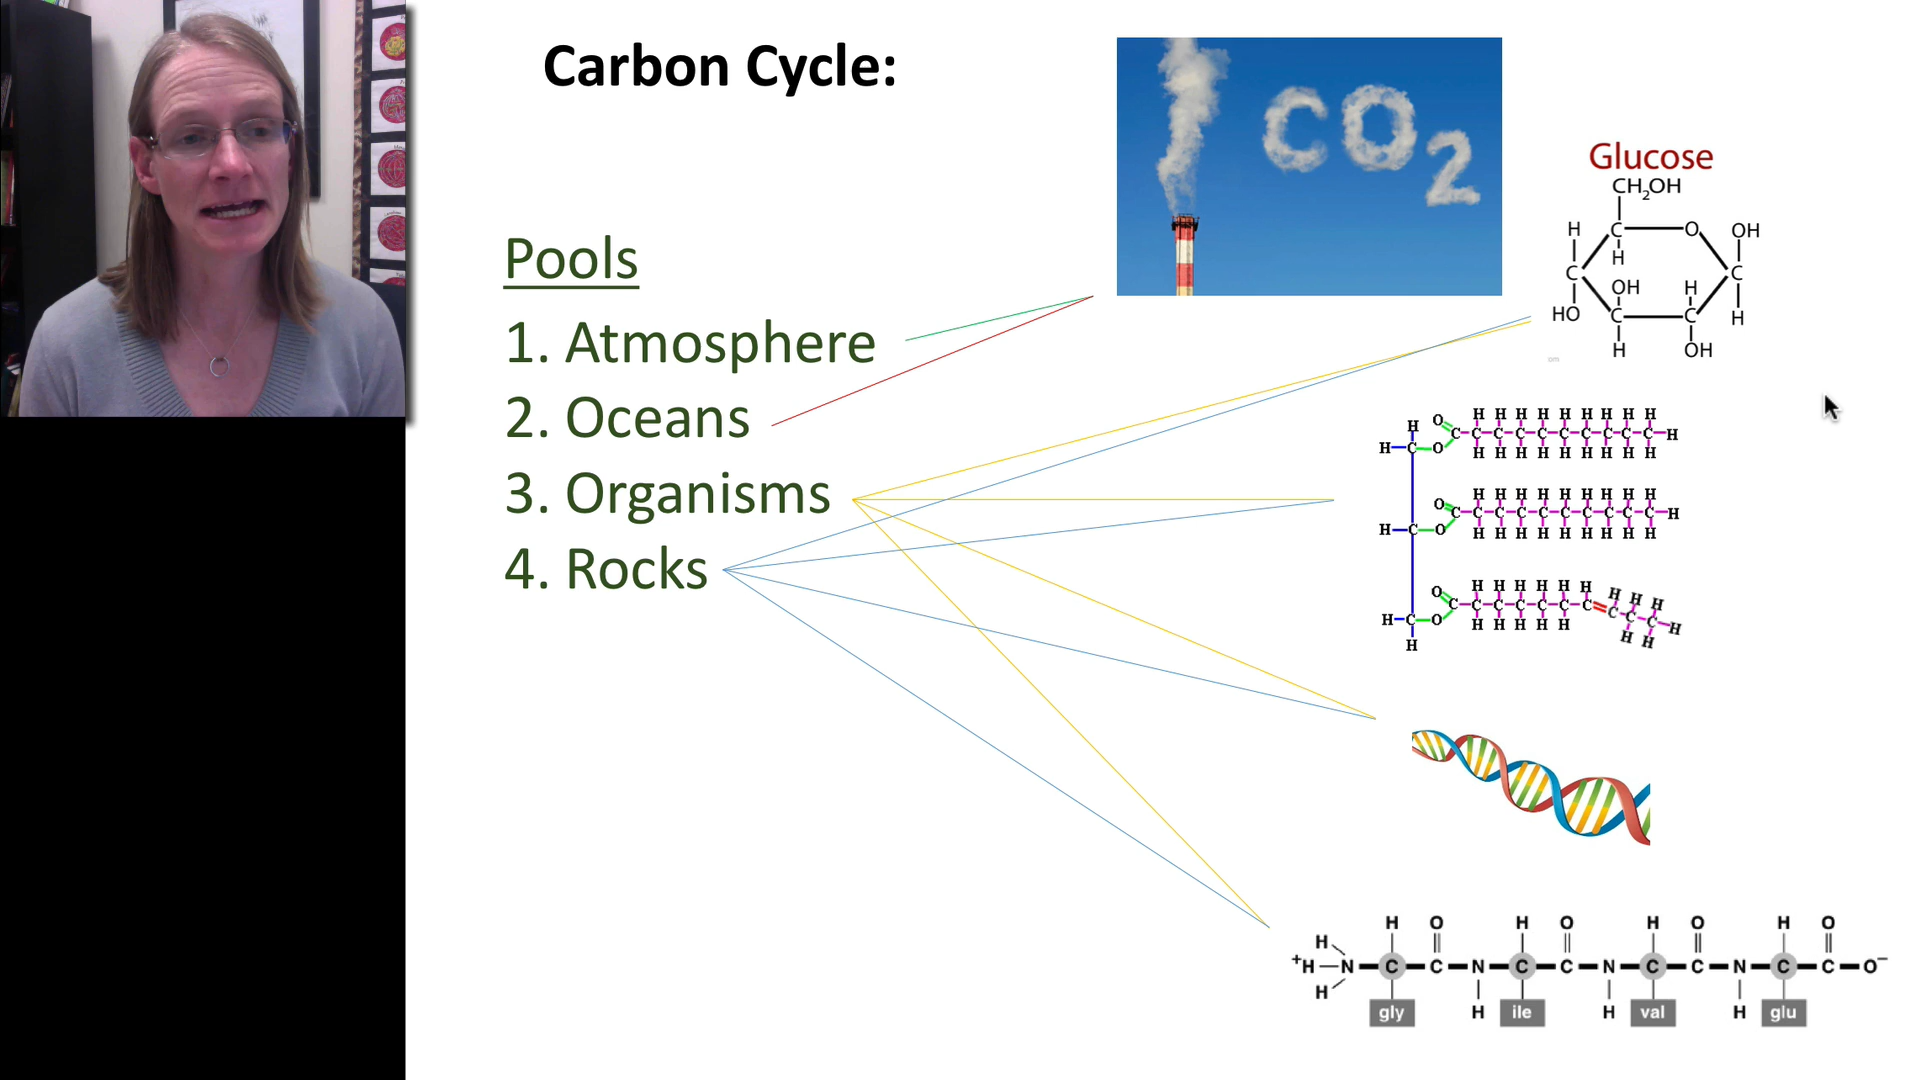 Carbon Cycle:
CO2
Pools
1. Atmosphere
2. Oceans
3. Organisms
4. Rocks
Glucose
CH2OH
H C O OH
H
C OH H C
HO C C H
H OH
H O H H H H H H H H H
H C O C C C C C C C C C C H
H H H H H H H H H
O H H H H H H H H H
H C O C C C C C C C C C C H
H H H H H H H H H
O H H H H H H H H H
H C O C C C C C C C C C C H
H H H H H H H
H
H O H O H O H O
H
+H N C C N C C N C C N C C O−
H
gly H ile H val H glu